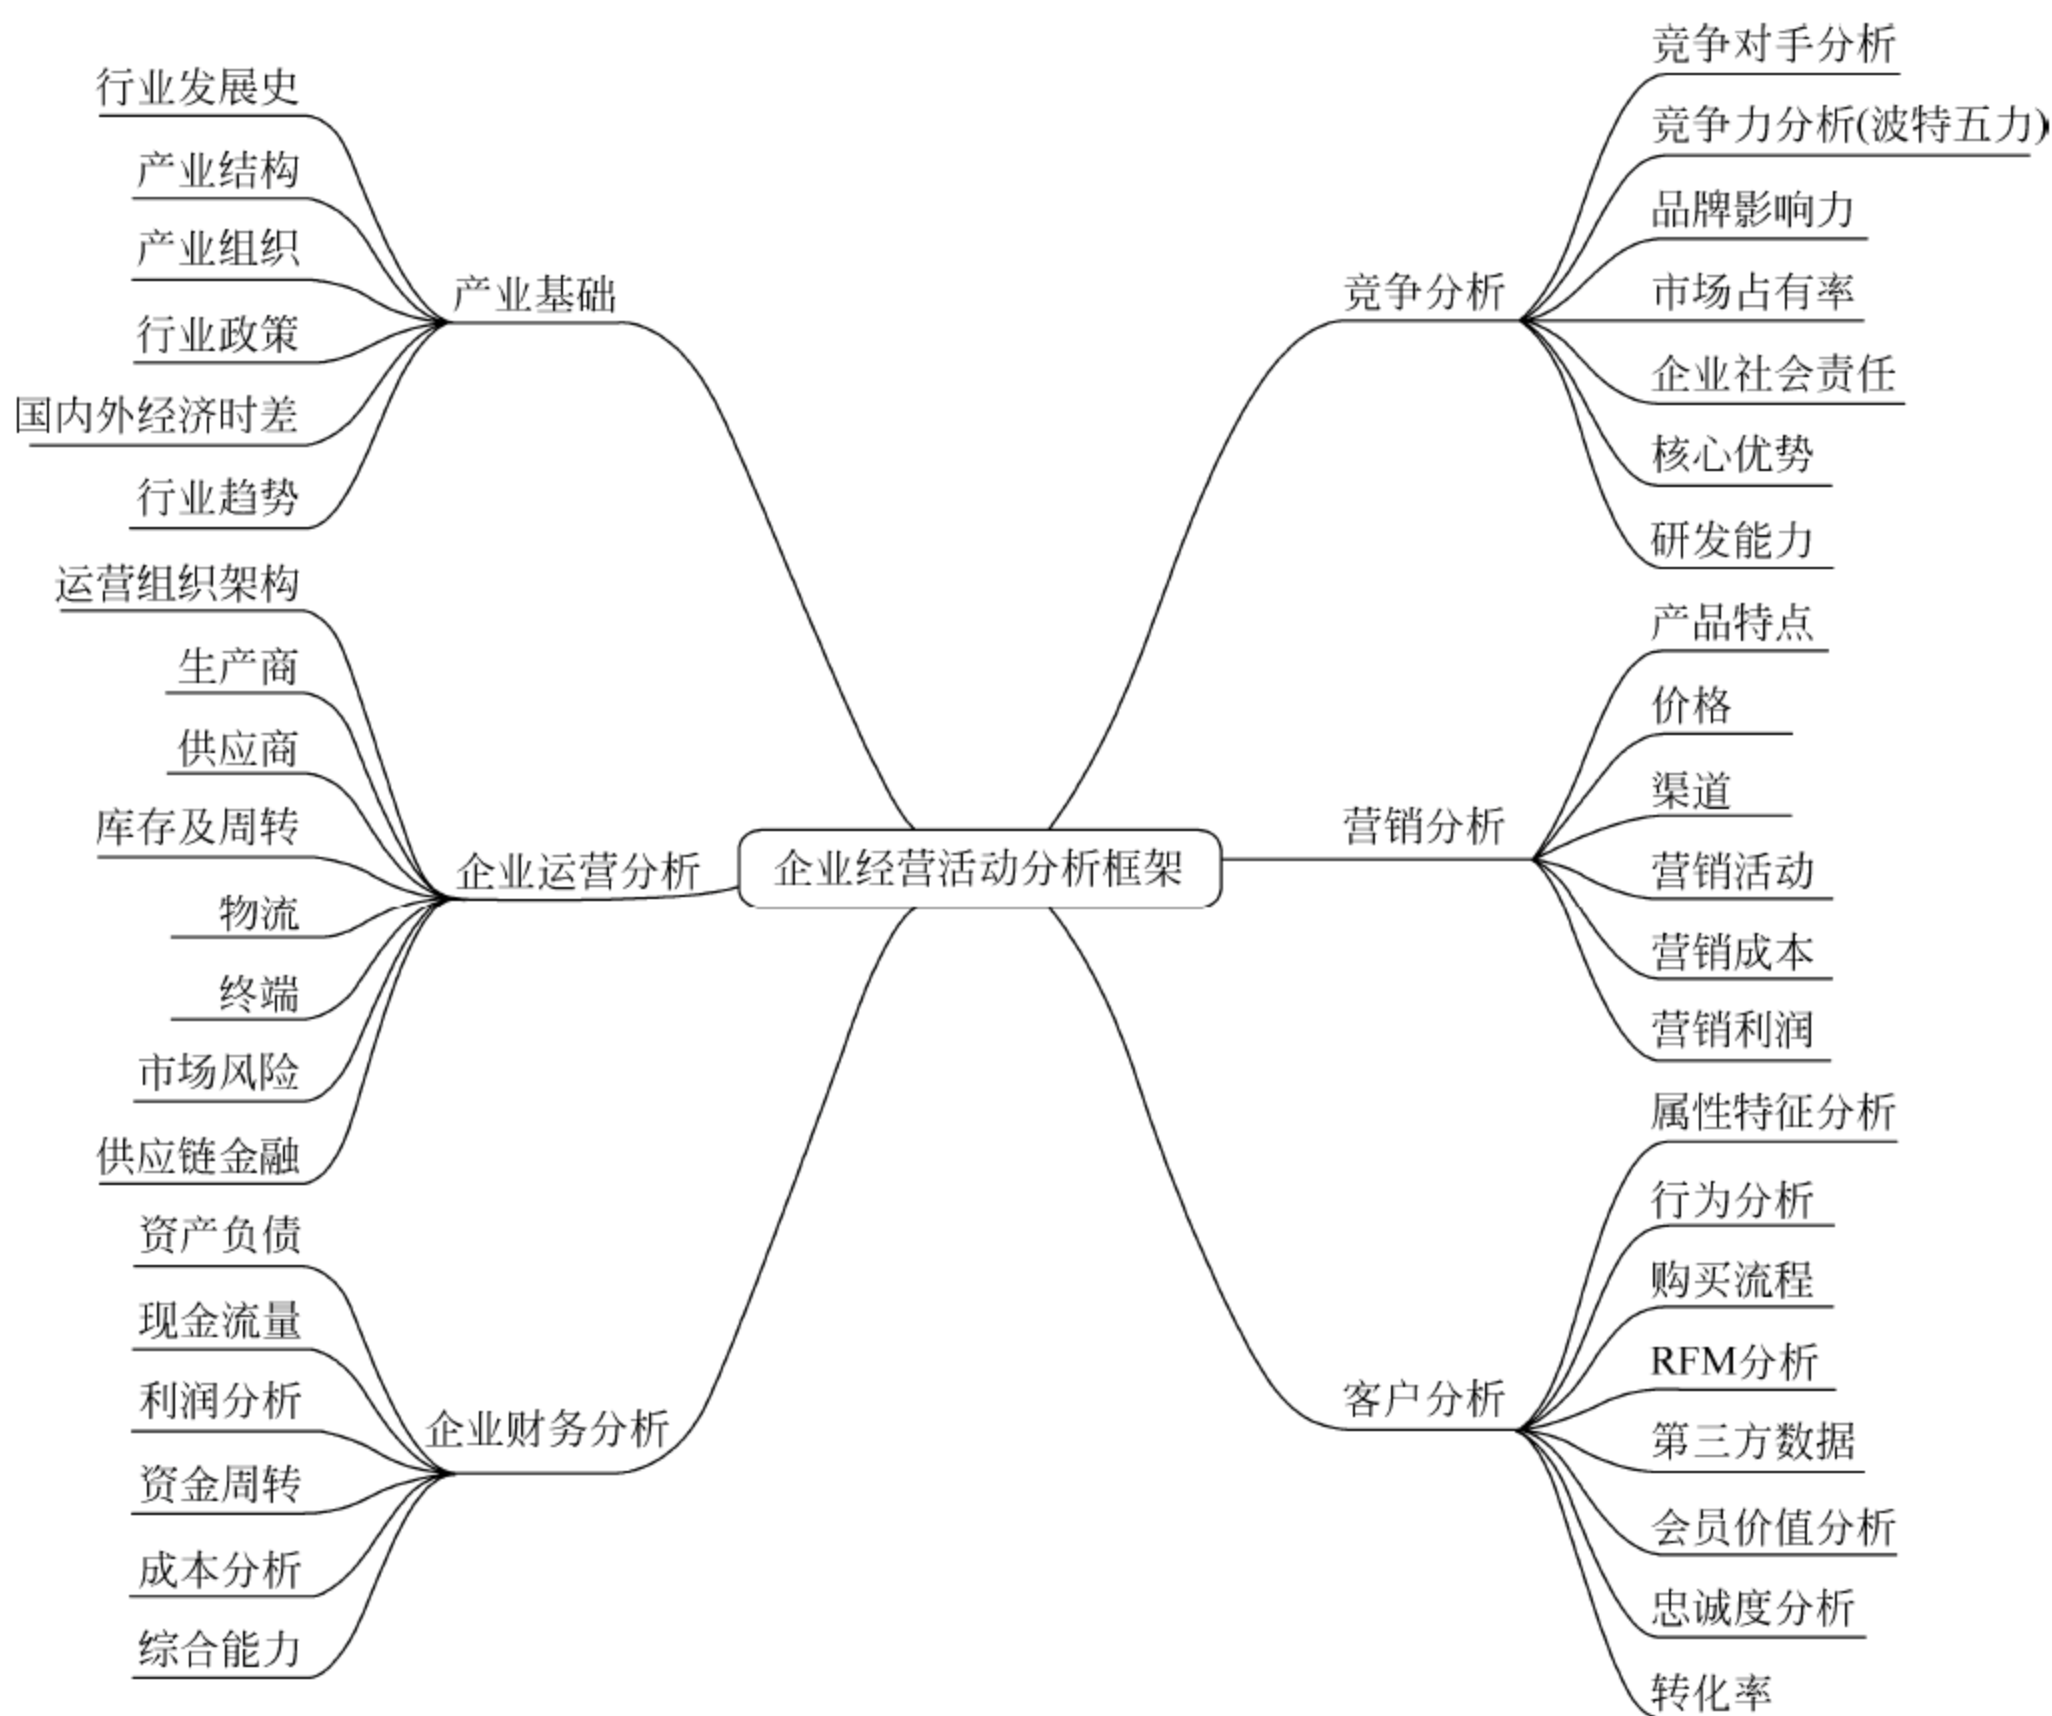 企业经营活动分析框架
产业基础
行业发展史
产业结构
产业组织
行业政策
国内外经济时差
行业趋势
企业运营分析
运营组织架构
生产商
供应商
库存及周转
物流
终端
市场风险
供应链金融
企业财务分析
资产负债
现金流量
利润分析
资金周转
成本分析
综合能力
竞争分析
竞争对手分析
竞争力分析(波特五力)
品牌影响力
市场占有率
企业社会责任
核心优势
研发能力
营销分析
产品特点
价格
渠道
营销活动
营销成本
营销利润
客户分析
属性特征分析
行为分析
购买流程
RFM分析
第三方数据
会员价值分析
忠诚度分析
转化率